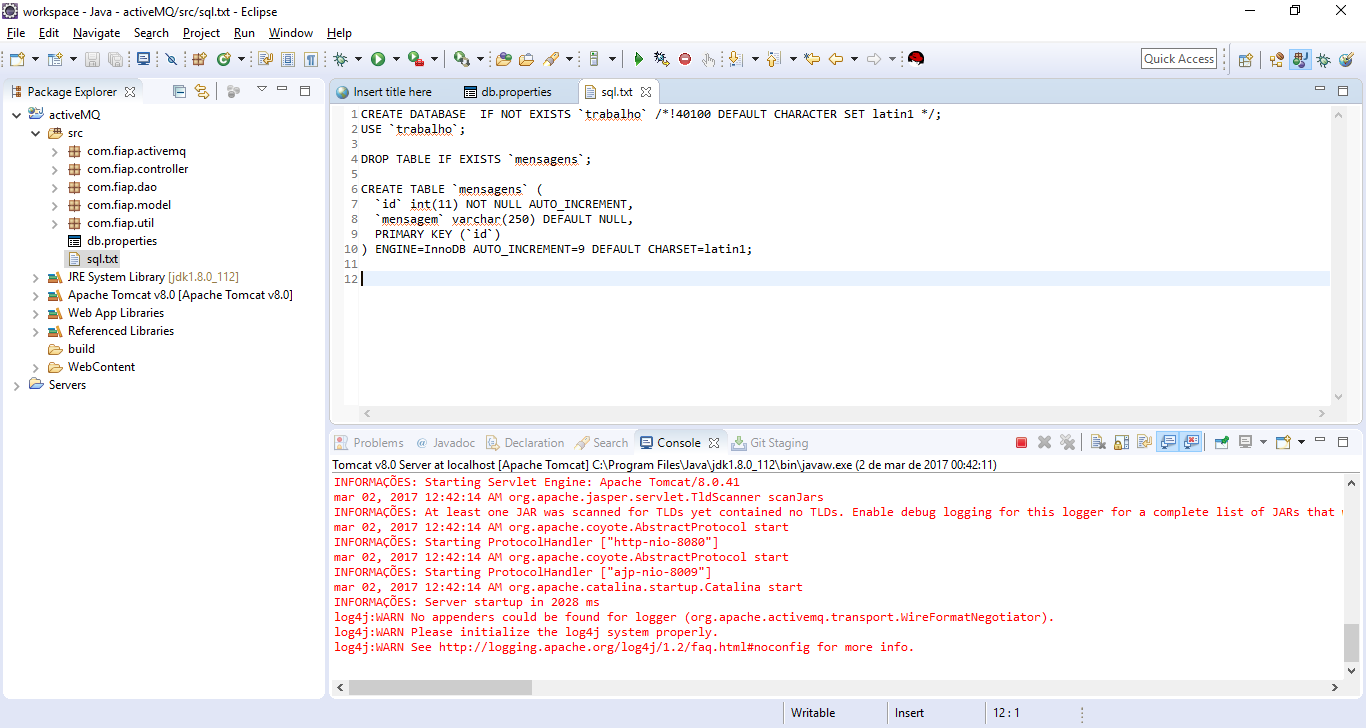 workspace - Java - activeMQ/src/sql.txt - Eclipse
File Edit Navigate Search Project Run Window Help
Quick Access
Package Explorer
activeMQ
src
com.fiap.activemq
com.fiap.controller
com.fiap.dao
com.fiap.model
com.fiap.util
db.properties
sql.txt
JRE System Library [jdk1.8.0_112]
Apache Tomcat v8.0 [Apache Tomcat v8.0]
Web App Libraries
Referenced Libraries
build
WebContent
Servers
Insert title here db.properties sql.txt
1 CREATE DATABASE  IF NOT EXISTS `trabalho` /*!40100 DEFAULT CHARACTER SET latin1 */;
2 USE `trabalho`;
3
4 DROP TABLE IF EXISTS `mensagens`;
5
6 CREATE TABLE `mensagens` (
7   `id` int(11) NOT NULL AUTO_INCREMENT,
8   `mensagem` varchar(250) DEFAULT NULL,
9   PRIMARY KEY (`id`)
10 ) ENGINE=InnoDB AUTO_INCREMENT=9 DEFAULT CHARSET=latin1;
11
12
Problems @ Javadoc Declaration Search Console Git Staging
Tomcat v8.0 Server at localhost [Apache Tomcat] C:\Program Files\Java\jdk1.8.0_112\bin\javaw.exe (2 de mar de 2017 00:42:11)
INFORMAÇÕES: Starting Servlet Engine: Apache Tomcat/8.0.41
mar 02, 2017 12:42:14 AM org.apache.jasper.servlet.TldScanner scanJars
INFORMAÇÕES: At least one JAR was scanned for TLDs yet contained no TLDs. Enable debug logging for this logger for a complete list of JARs that
mar 02, 2017 12:42:14 AM org.apache.coyote.AbstractProtocol start
INFORMAÇÕES: Starting ProtocolHandler ["http-nio-8080"]
mar 02, 2017 12:42:14 AM org.apache.coyote.AbstractProtocol start
INFORMAÇÕES: Starting ProtocolHandler ["ajp-nio-8009"]
mar 02, 2017 12:42:14 AM org.apache.catalina.startup.Catalina start
INFORMAÇÕES: Server startup in 2028 ms
log4j:WARN No appenders could be found for logger (org.apache.activemq.transport.WireFormatNegotiator).
log4j:WARN Please initialize the log4j system properly.
log4j:WARN See http://logging.apache.org/log4j/1.2/faq.html#noconfig for more info.
Writable Insert 12 : 1